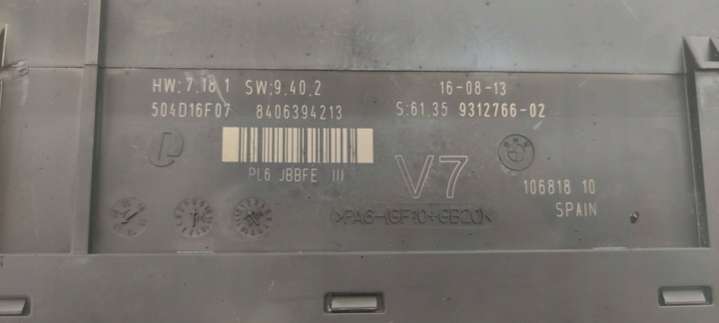 HW:7.18.1 SW:9.40.2 16-08-13
504D16F07 8406394213 S:61.35 9312766-02
PL6 JBBFE III
V7
106818 10
SPAIN
>PA6-(GF10+GB20)<